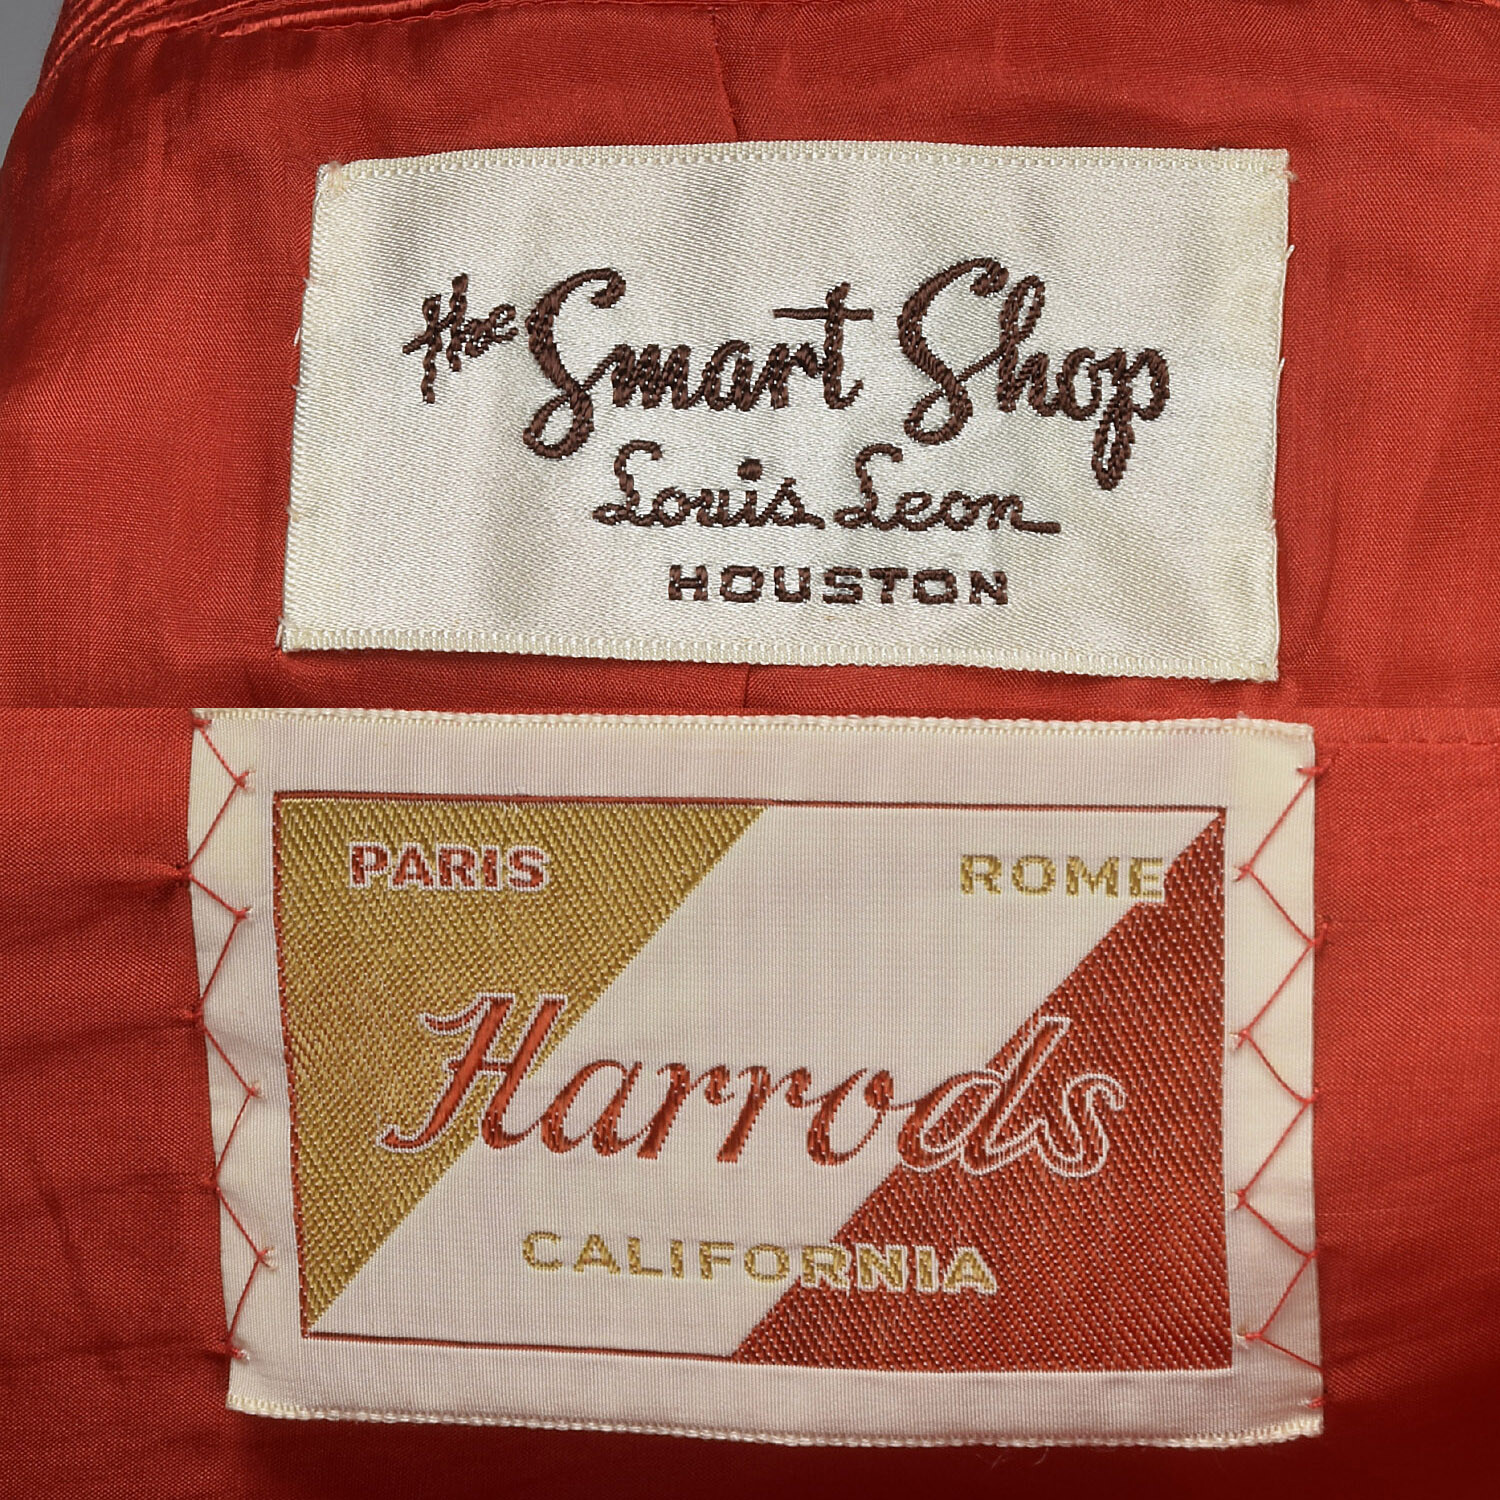 the Smart Shop
Louis Leon
HOUSTON
PARIS ROME
Harrods
CALIFORNIA